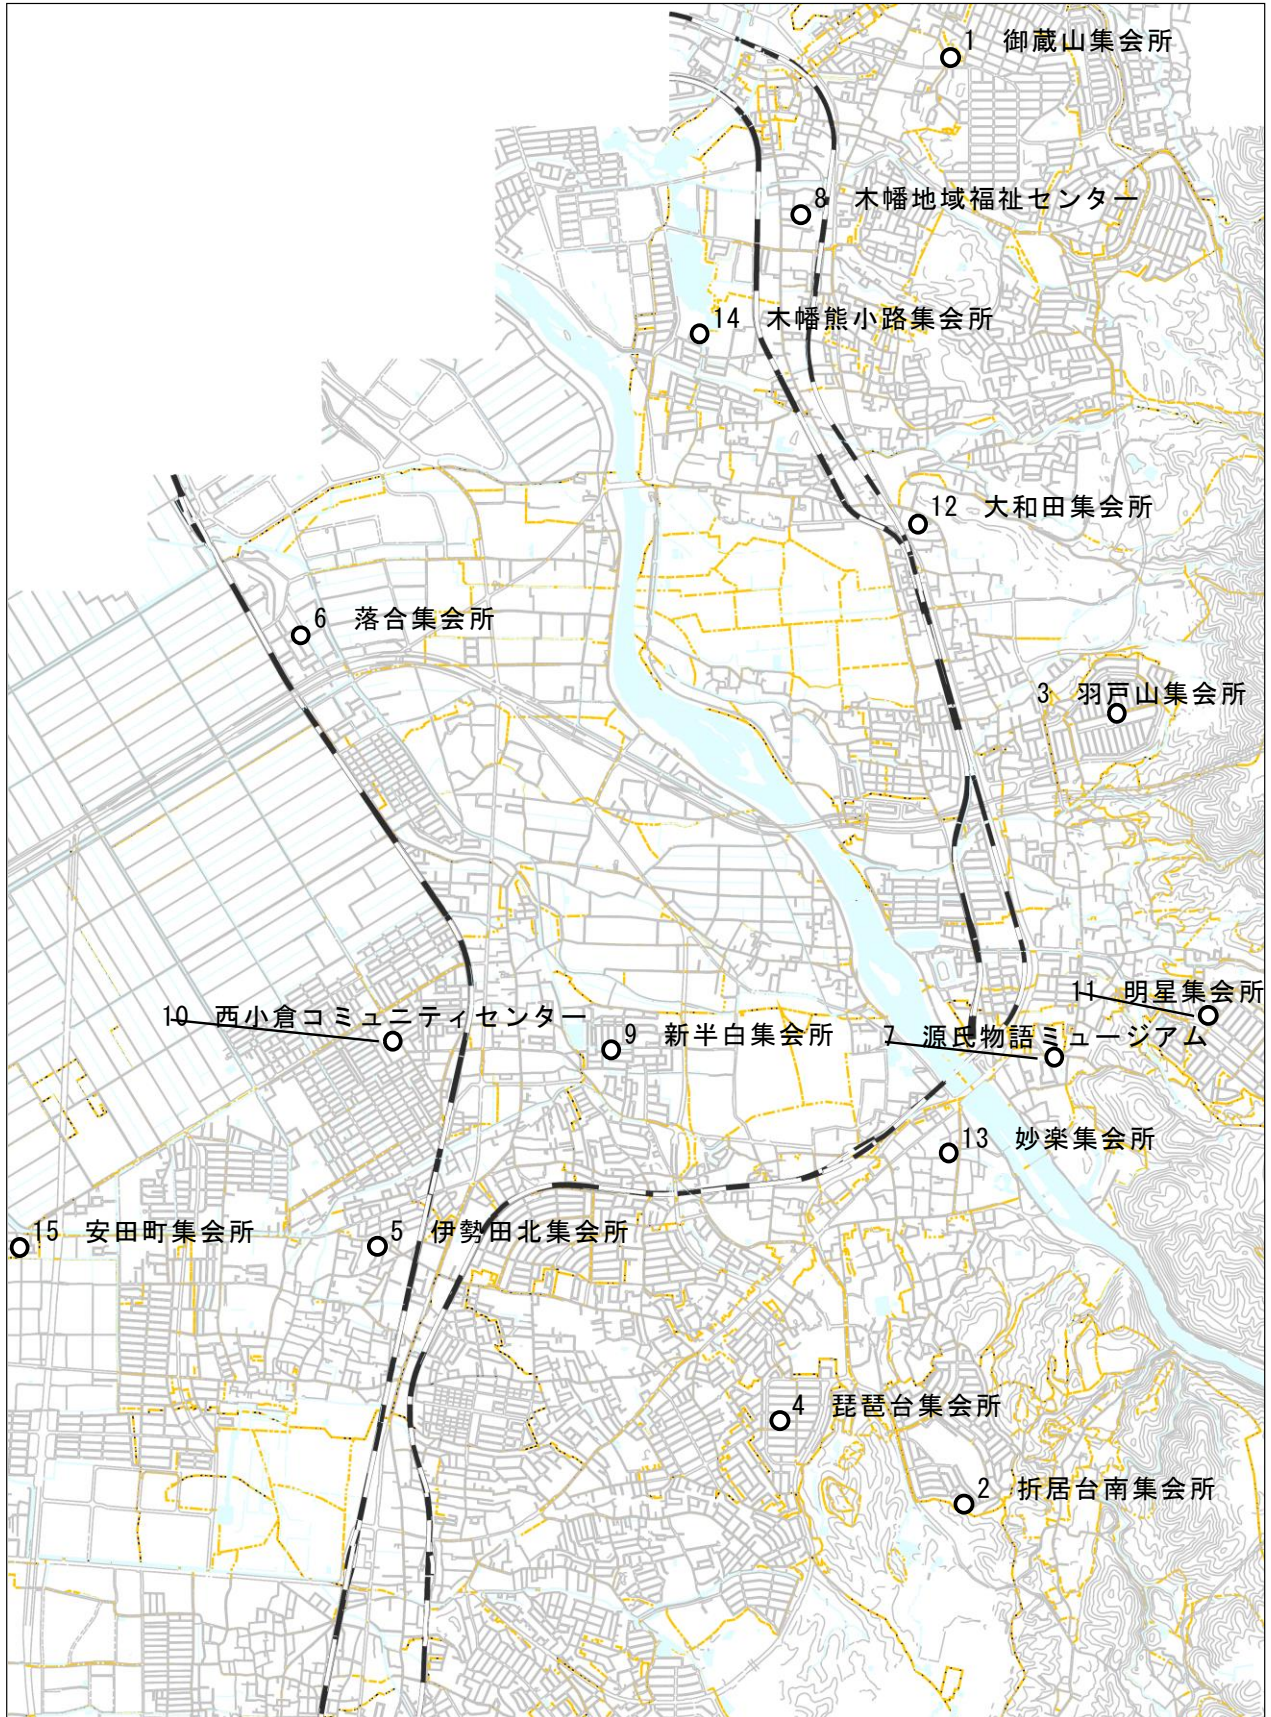 1 御蔵山集会所
8 木幡地域福祉センター
14 木幡熊小路集会所
12 大和田集会所
6 落合集会所
3 羽戸山集会所
11 明星集会所
10 西小倉コミュニティセンター
9 新半白集会所
7 源氏物語ミュージアム
13 妙楽集会所
15 安田町集会所
5 伊勢田北集会所
4 琵琶台集会所
2 折居台南集会所